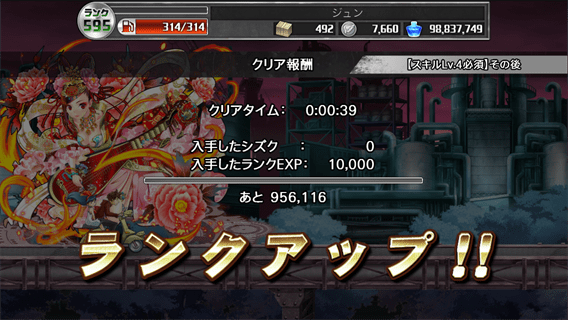 ランク
595
314/314
ジュン
492
7,660
98,837,749
クリア報酬
【スキルLv.4必須】その後
クリアタイム： 0:00:39
入手したシズク ： 0
入手したランクEXP： 10,000
あと 956,116
ランクアップ!!